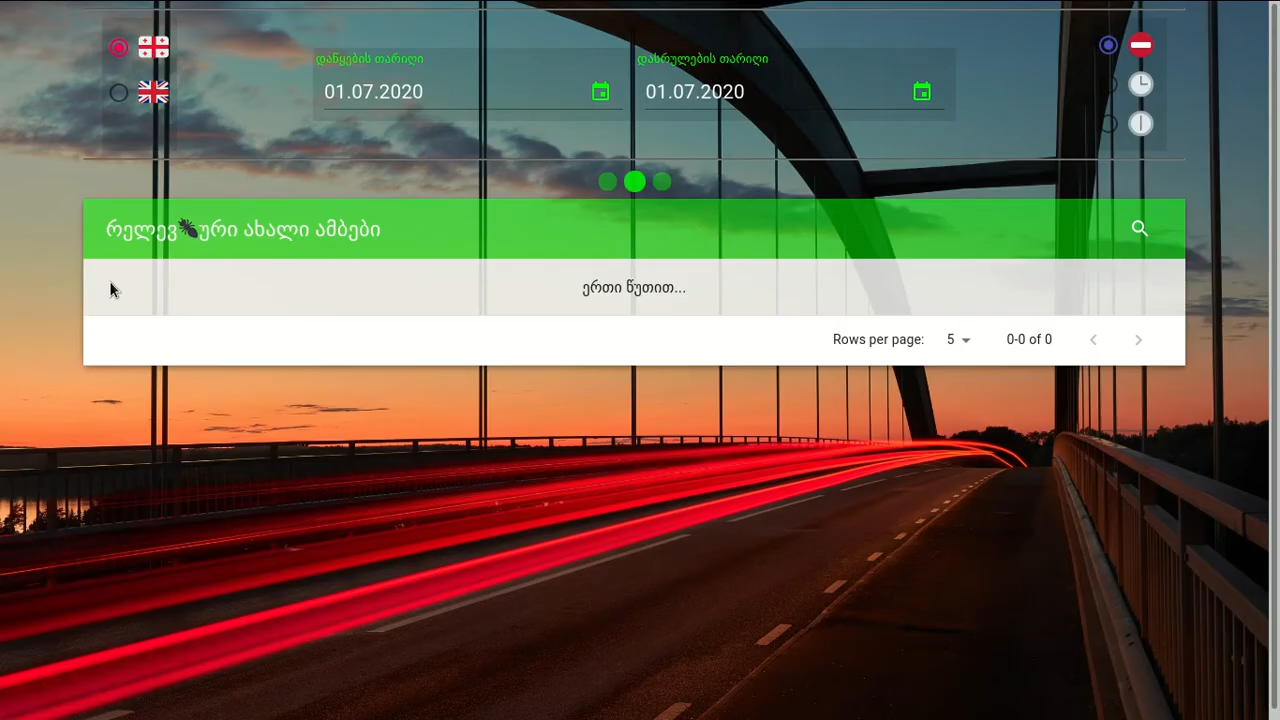 დაწყების თარიღი
დასრულების თარიღი
01.07.2020
01.07.2020
რელევ🐜ური ახალი ამბები
ერთი წუთით...
Rows per page: 5 0-0 of 0